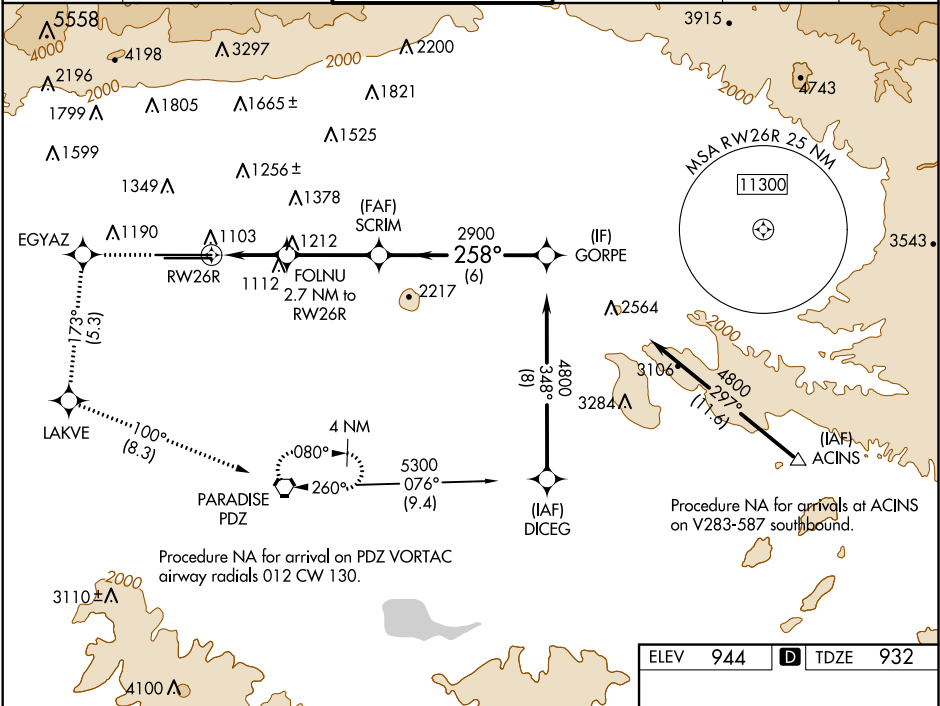 5558
4198
4000
3297
2200
2000
3915
2196
2000
1799
1805
1665 ±
1821
4743
2000
1525
1599
1256 ±
MSA RW26R 25 NM
1349
1378
11300
(FAF)
SCRIM
EGYAZ
1190
1103
1212
2900
258°
(6)
(IF)
GORPE
3543
RW26R
1112
FOLNU
2.7 NM to
RW26R
2217
2564
2000
173°
(5.3)
4800
348°
(8)
3106
4800
297°
(11.6)
3284
LAKVE
100°
(8.3)
4 NM
080°
260°
5300
076°
(9.4)
(IAF)
ACINS
PARADISE
PDZ
(IAF)
DICEG
Procedure NA for arrivals at ACINS
on V283-587 southbound.
Procedure NA for arrival on PDZ VORTAC
airway radials 012 CW 130.
2000
3110 ±
4100
ELEV 944 D TDZE 932